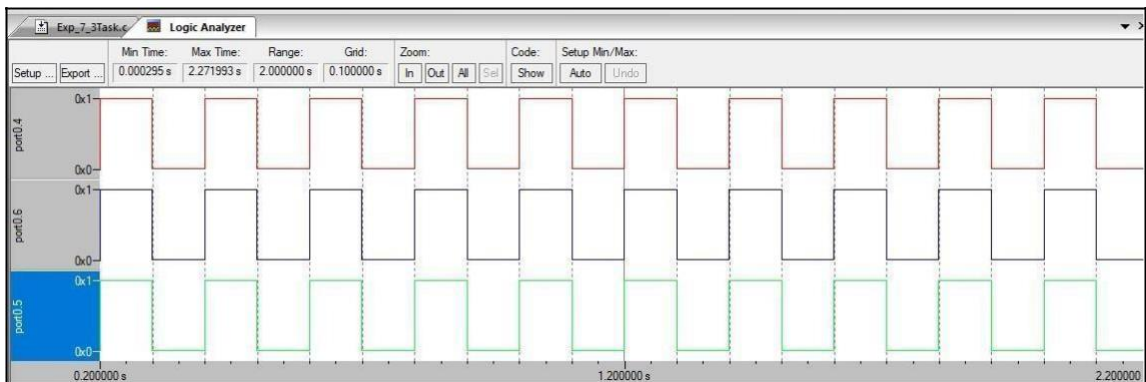 Exp_7_3Task.c Logic Analyzer
Min Time: Max Time: Range: Grid: Zoom: Code: Setup Min/Max:
Setup ... Export ... 0.000295 s 2.271993 s 2.000000 s 0.100000 s In Out All Sel Show Auto Undo
0x1
port0.4
0x0
0x1
port0.6
0x0
0x1
port0.5
0x0
0.200000 s 1.200000 s 2.200000